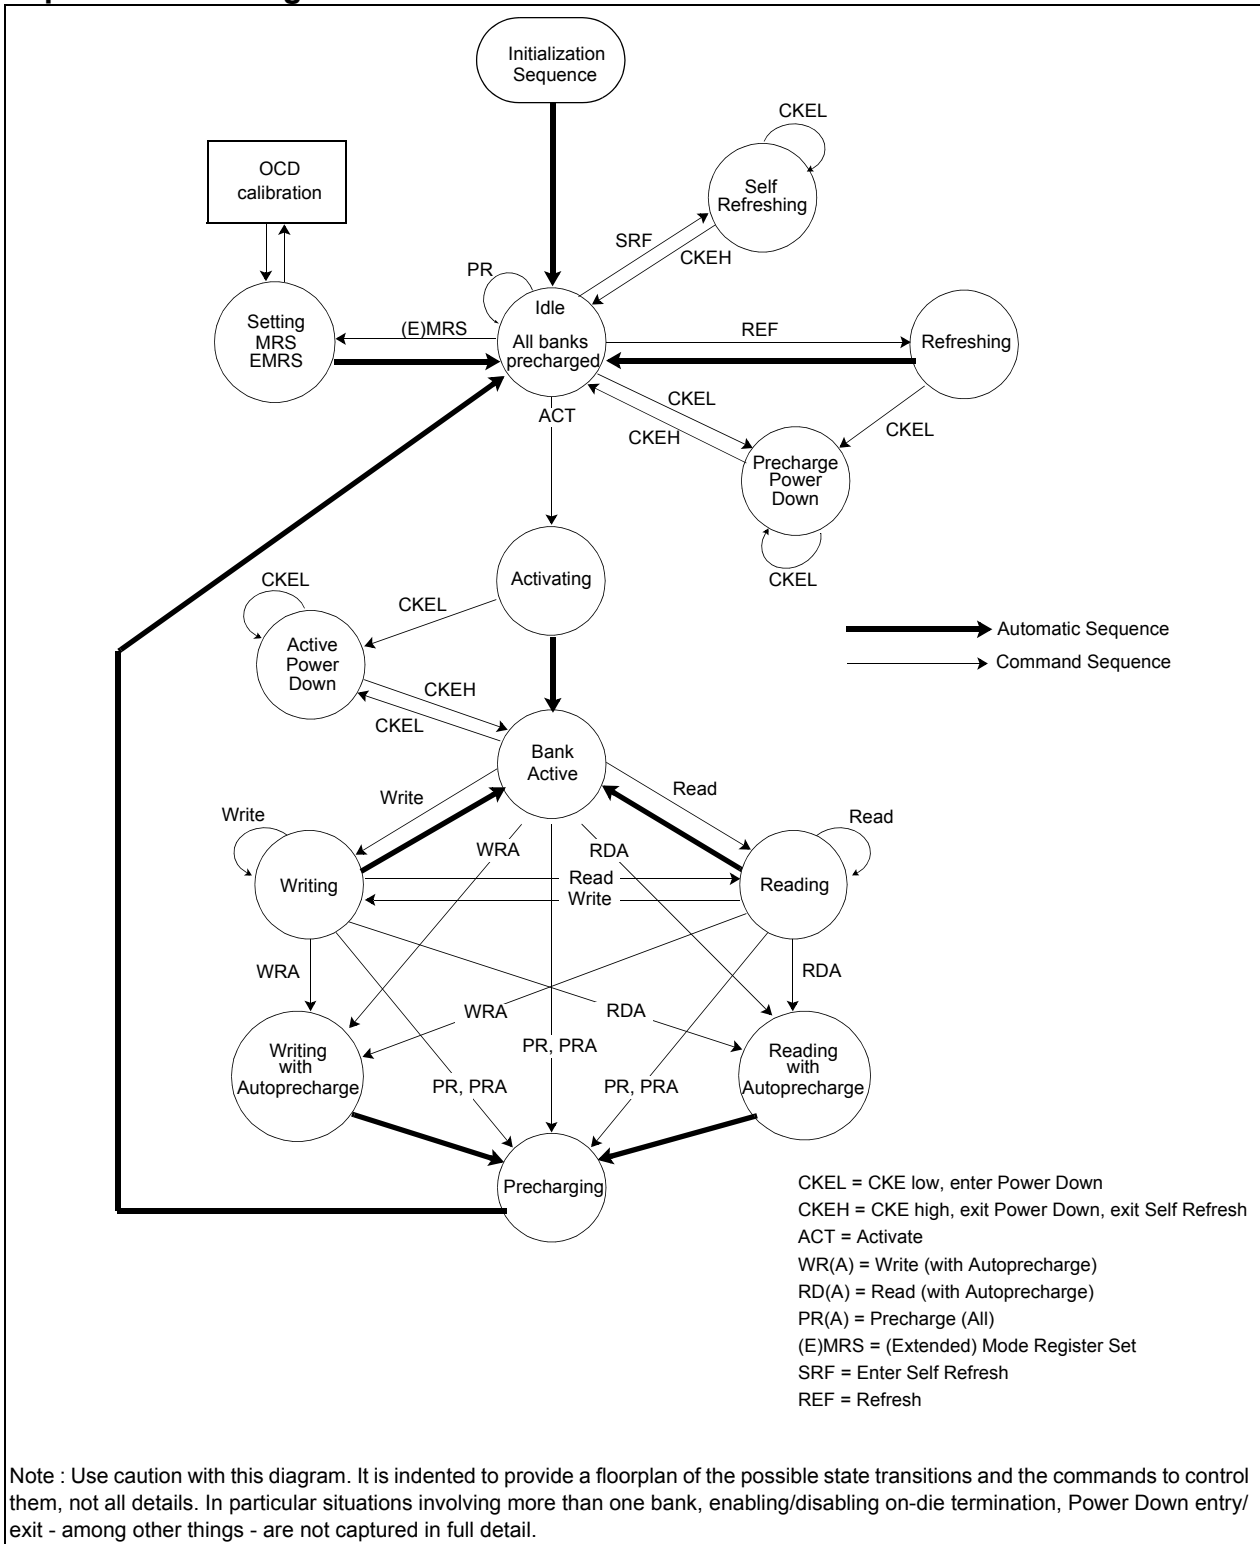 Initialization
Sequence
CKEL
OCD
calibration
Self
Refreshing
SRF
CKEH
PR
Idle
All banks
precharged
Setting
MRS
EMRS
(E)MRS
REF
Refreshing
CKEL
CKEH
CKEL
ACT
Precharge
Power
Down
CKEL
Activating
CKEL
CKEL
Active
Power
Down
Automatic Sequence
Command Sequence
CKEH
CKEL
Bank
Active
Write
Read
Write
Read
WRA
RDA
Writing
Read
Write
Reading
WRA
RDA
WRA
RDA
PR, PRA
Writing
with
Autoprecharge
Reading
with
Autoprecharge
PR, PRA
PR, PRA
Precharging
CKEL = CKE low, enter Power Down
CKEH = CKE high, exit Power Down, exit Self Refresh
ACT = Activate
WR(A) = Write (with Autoprecharge)
RD(A) = Read (with Autoprecharge)
PR(A) = Precharge (All)
(E)MRS = (Extended) Mode Register Set
SRF = Enter Self Refresh
REF = Refresh
Note : Use caution with this diagram. It is indented to provide a floorplan of the possible state transitions and the commands to control
them, not all details. In particular situations involving more than one bank, enabling/disabling on-die termination, Power Down entry/
exit - among other things - are not captured in full detail.